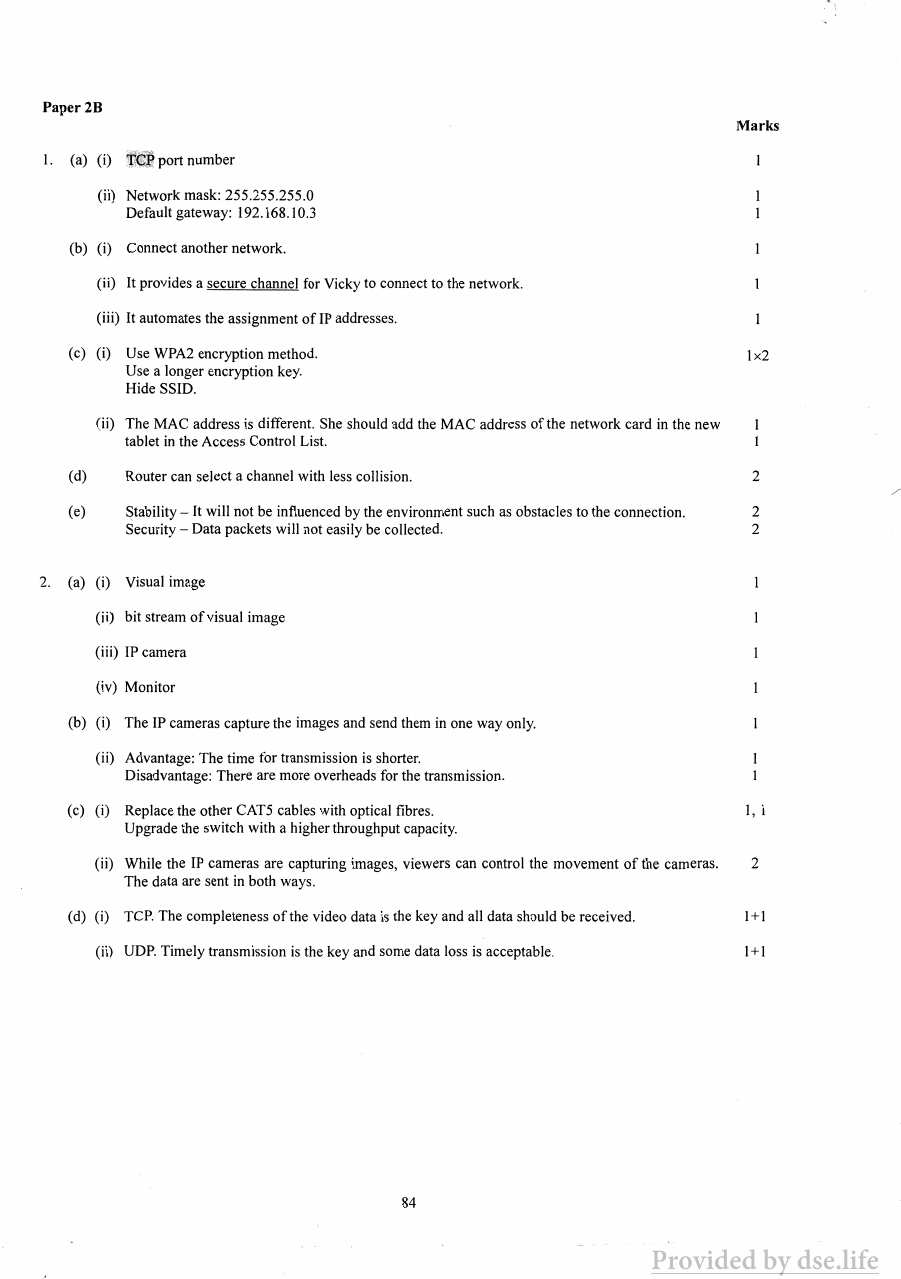 Paper 2B
Marks
1. (a) (i) TCP port number 1
(ii) Network mask: 255.255.255.0 1
Default gateway: 192.168.10.3 1
(b) (i) Connect another network. 1
(ii) It provides a secure channel for Vicky to connect to the network. 1
(iii) It automates the assignment of IP addresses. 1
(c) (i) Use WPA2 encryption method. 1×2
Use a longer encryption key.
Hide SSID.
(ii) The MAC address is different. She should add the MAC address of the network card in the new 1
tablet in the Access Control List. 1
(d) Router can select a channel with less collision. 2
(e) Stability – It will not be influenced by the environment such as obstacles to the connection. 2
Security – Data packets will not easily be collected. 2
2. (a) (i) Visual image 1
(ii) bit stream of visual image 1
(iii) IP camera 1
(iv) Monitor 1
(b) (i) The IP cameras capture the images and send them in one way only. 1
(ii) Advantage: The time for transmission is shorter. 1
Disadvantage: There are more overheads for the transmission. 1
(c) (i) Replace the other CAT5 cables with optical fibres. 1, 1
Upgrade the switch with a higher throughput capacity.
(ii) While the IP cameras are capturing images, viewers can control the movement of the cameras. 2
The data are sent in both ways.
(d) (i) TCP. The completeness of the video data is the key and all data should be received. 1+1
(ii) UDP. Timely transmission is the key and some data loss is acceptable. 1+1
84
Provided by dse.life